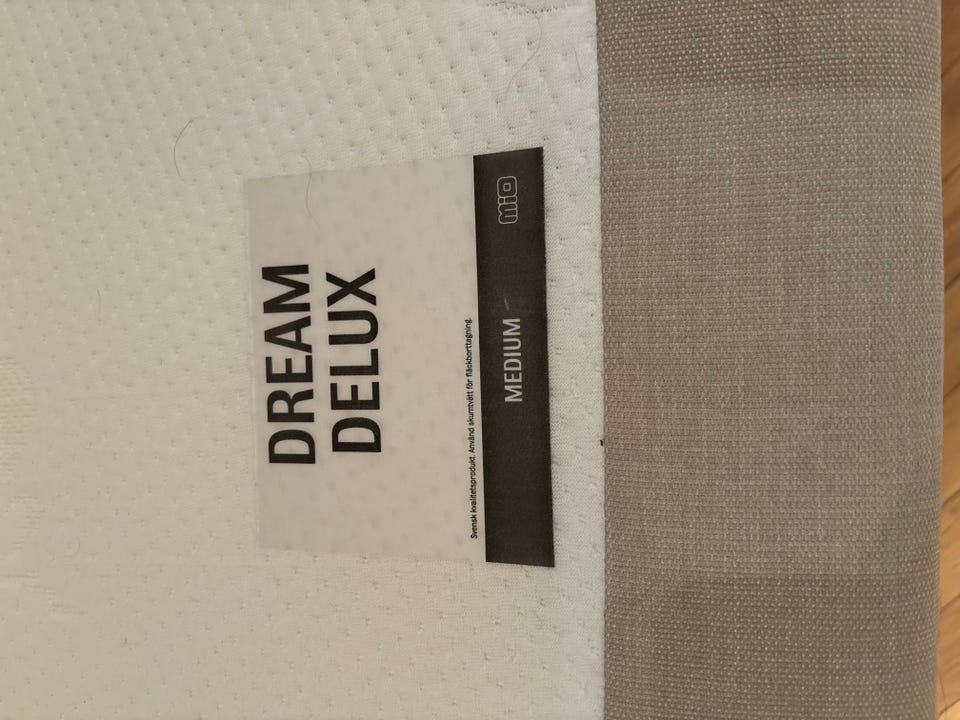 DREAM
DELUX
Svensk kvalitetsprodukt. Använd skumtvätt för fläckborttagning.
MEDIUM
MIO